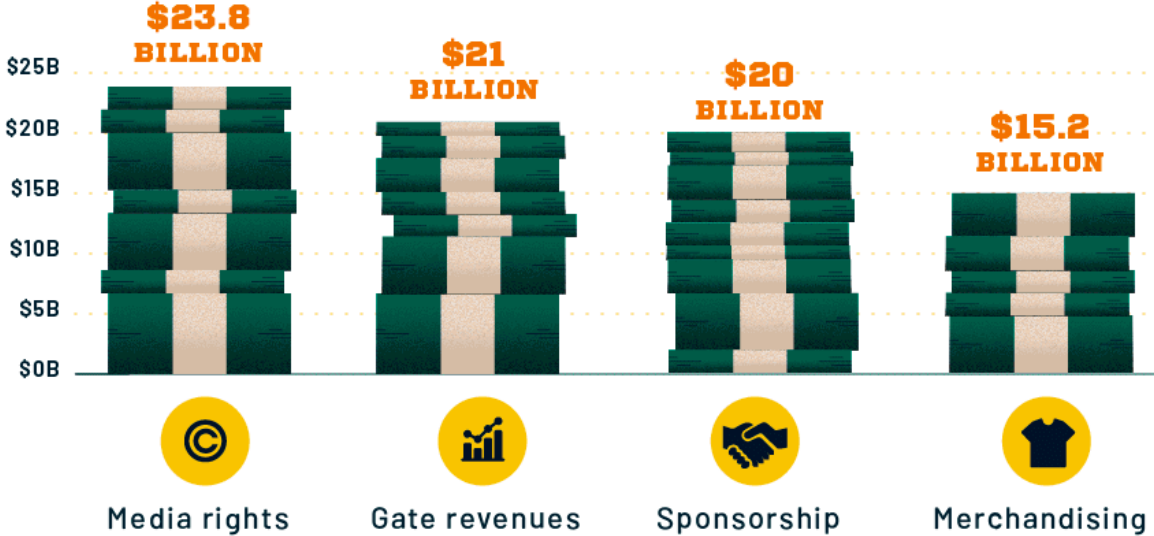 $23.8
BILLION
$21
BILLION
$20
BILLION
$15.2
BILLION
$25B
$20B
$15B
$10B
$5B
$0B
©
Media rights
Gate revenues
Sponsorship
Merchandising